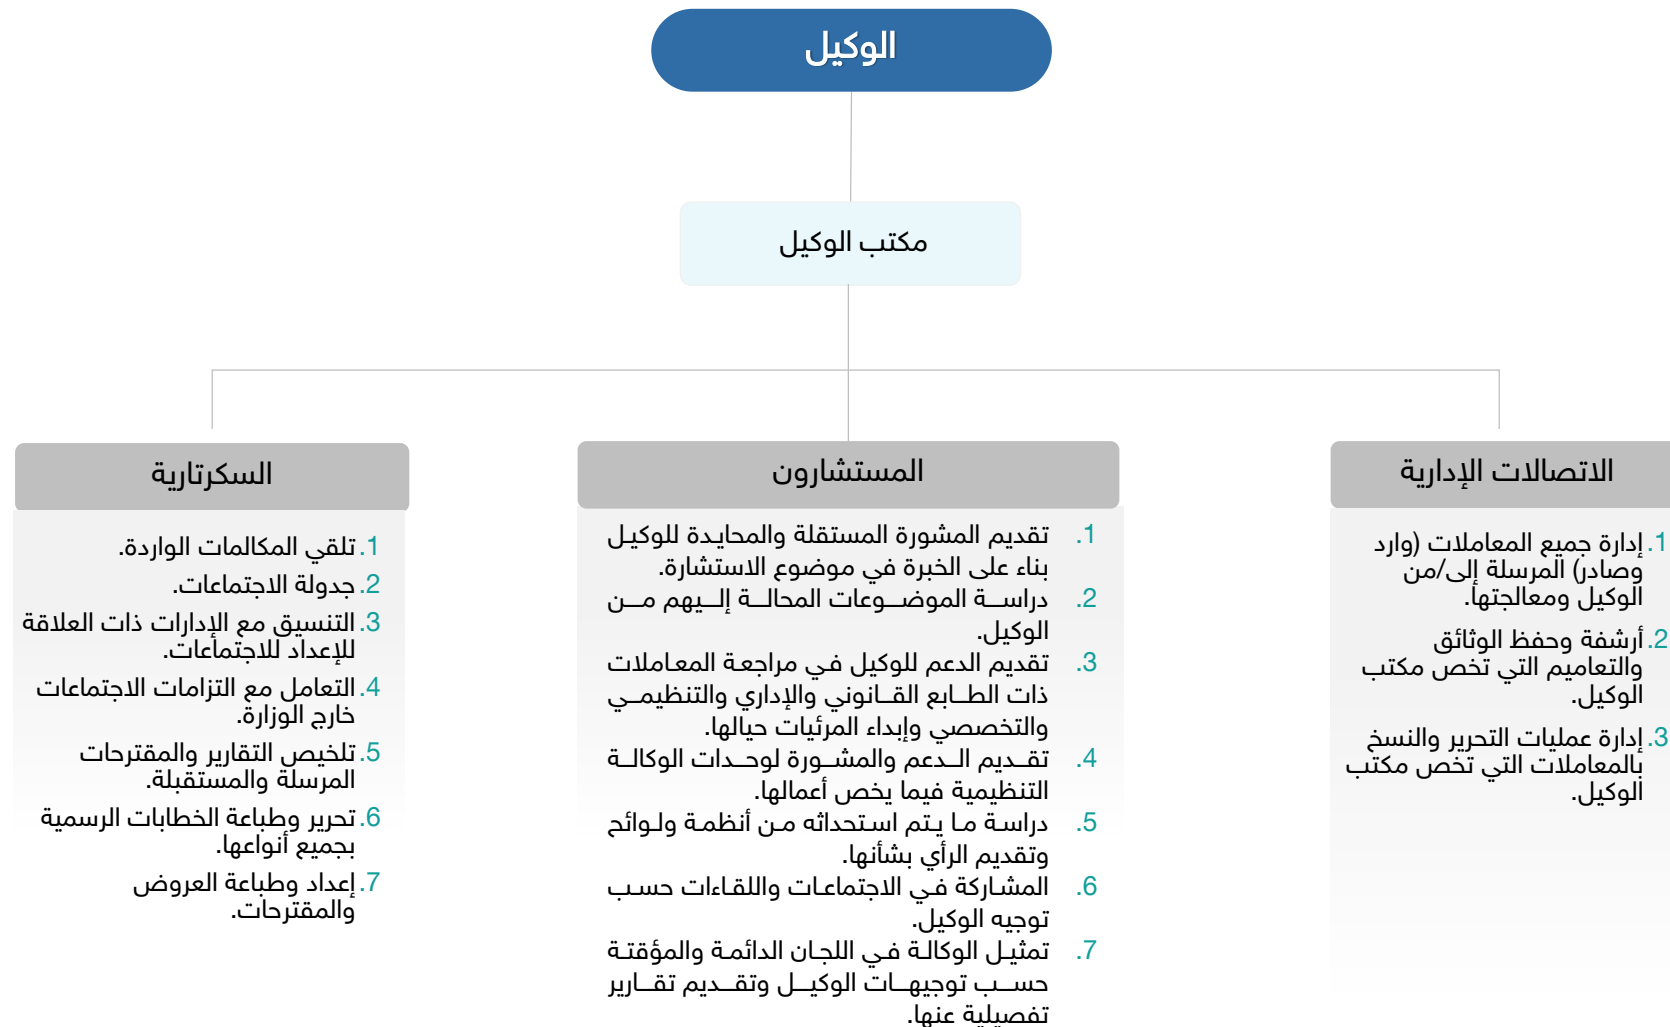 الوكيل
مكتب الوكيل
الاتصالات الإدارية
1. إدارة جميع المعاملات (وارد
وصادر) المرسلة إلى/من
الوكيل ومعالجتها.
2. أرشفة وحفظ الوثائق
والتعاميم التي تخص مكتب
الوكيل.
3. إدارة عمليات التحرير والنسخ
بالمعاملات التي تخص مكتب
الوكيل.
المستشارون
1. تقديم المشورة المستقلة والمحايدة للوكيل
بناء على الخبرة في موضوع الاستشارة.
2. دراسة الموضوعات المحالة إليهم من
الوكيل.
3. تقديم الدعم للوكيل في مراجعة المعاملات
ذات الطابع القانوني والإداري والتنظيمي
والتخصصي وإبداء المرئيات حيالها.
4. تقديم الدعم والمشورة لوحدات الوكالة
التنظيمية فيما يخص أعمالها.
5. دراسة ما يتم استحداثه من أنظمة ولوائح
وتقديم الرأي بشأنها.
6. المشاركة في الاجتماعات واللقاءات حسب
توجيه الوكيل.
7. تمثيل الوكالة في اللجان الدائمة والمؤقتة
حسب توجيهات الوكيل وتقديم تقارير
تفصيلية عنها.
السكرتارية
1. تلقي المكالمات الواردة.
2. جدولة الاجتماعات.
3. التنسيق مع الإدارات ذات العلاقة
للإعداد للاجتماعات.
4. التعامل مع التزامات الاجتماعات
خارج الوزارة.
5. تلخيص التقارير والمقترحات
المرسلة والمستقبلة.
6. تحرير وطباعة الخطابات الرسمية
بجميع أنواعها.
7. إعداد وطباعة العروض
والمقترحات.